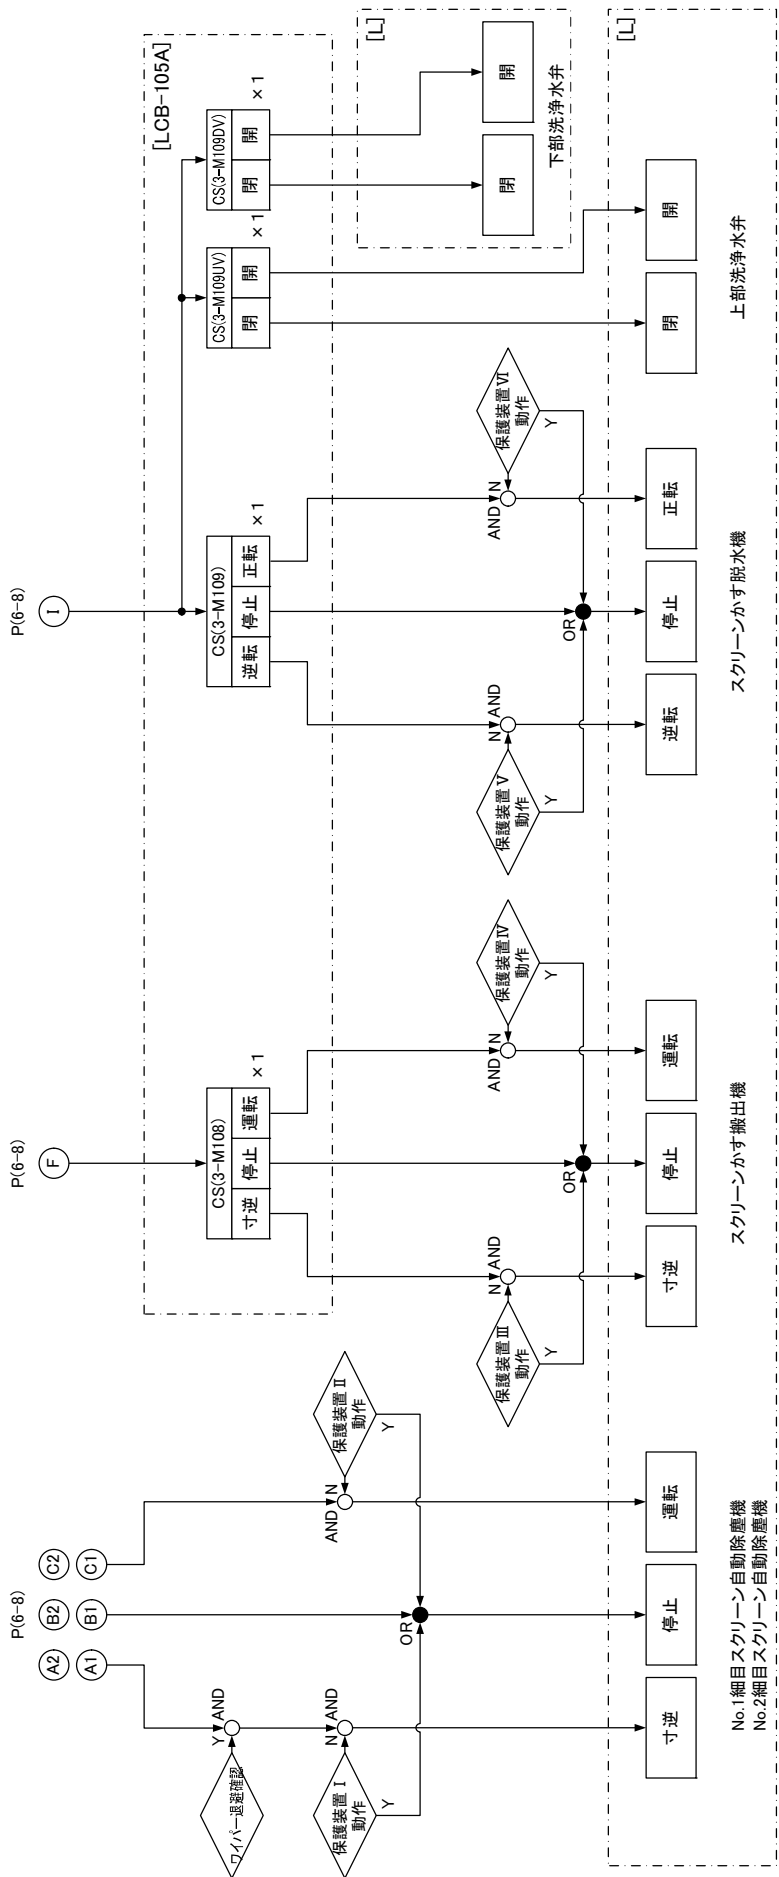 P(6-8)
A2
B2
C2
A1
B1
C1
ワイパー退避確認
Y
AND
保護装置Ⅰ
動作
N
AND
Y
保護装置Ⅱ
動作
AND
N
Y
OR
寸逆
停止
運転
No.1細目スクリーン自動除塵機
No.2細目スクリーン自動除塵機
P(6-8)
F
CS(3-M108)
寸逆
停止
運転
×1
保護装置Ⅲ
動作
N
AND
Y
保護装置Ⅳ
動作
AND
N
Y
OR
寸逆
停止
運転
スクリーンかす搬出機
P(6-8)
I
[LCB-105A]
CS(3-M109)
逆転
停止
正転
×1
保護装置Ⅴ
動作
N
AND
Y
保護装置Ⅵ
動作
AND
N
Y
OR
逆転
停止
正転
スクリーンかす脱水機
CS(3-M109UV)
閉
開
×1
CS(3-M109DV)
閉
開
×1
[L]
閉
開
下部洗浄水弁
[L]
閉
開
上部洗浄水弁